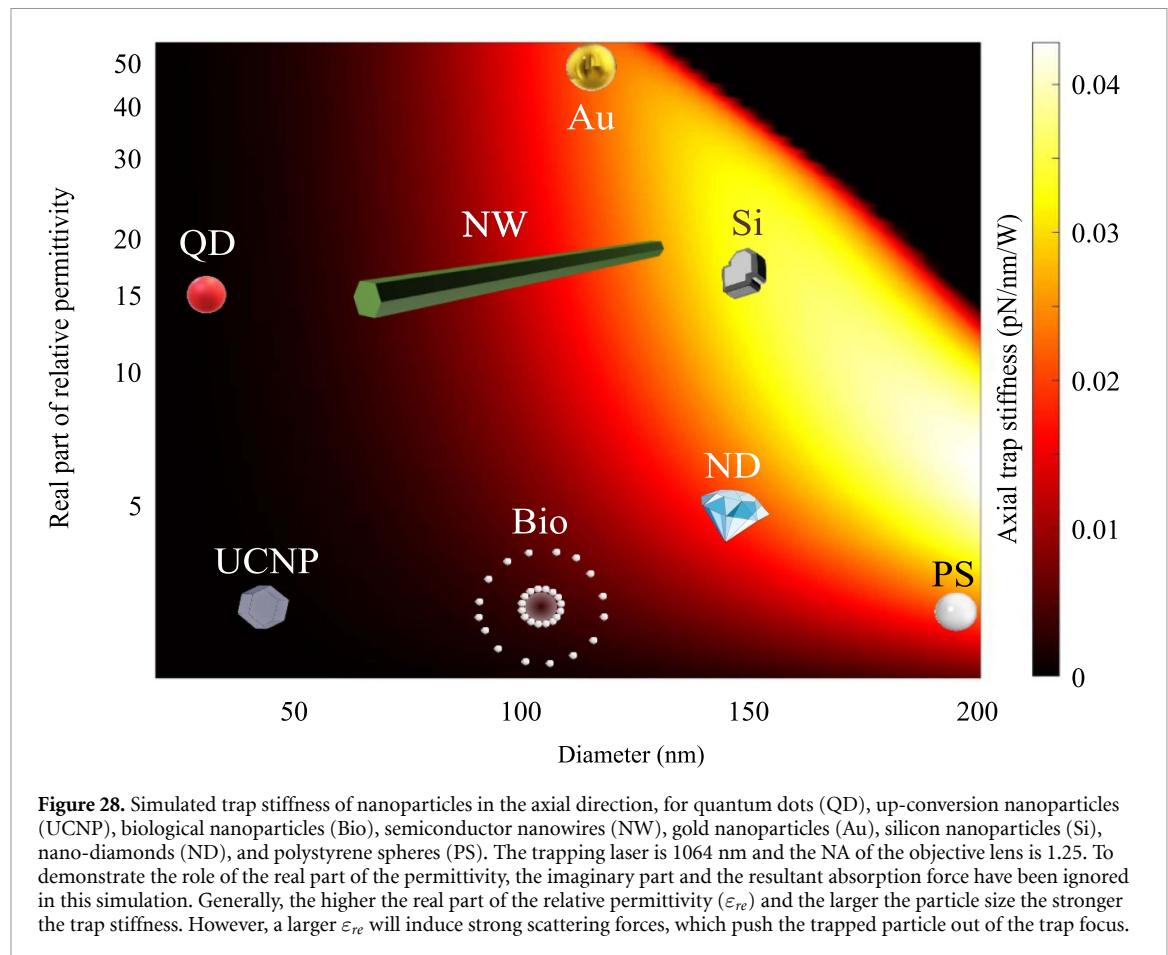 50
40
30
20
15
10
5
Real part of relative permittivity
Au
QD
NW
Si
ND
Bio
UCNP
PS
50
100
150
200
Diameter (nm)
0.04
0.03
0.02
0.01
0
Axial trap stiffness (pN/nm/W)
Figure 28. Simulated trap stiffness of nanoparticles in the axial direction, for quantum dots (QD), up-conversion nanoparticles
(UCNP), biological nanoparticles (Bio), semiconductor nanowires (NW), gold nanoparticles (Au), silicon nanoparticles (Si),
nano-diamonds (ND), and polystyrene spheres (PS). The trapping laser is 1064 nm and the NA of the objective lens is 1.25. To
demonstrate the role of the real part of the permittivity, the imaginary part and the resultant absorption force have been ignored
in this simulation. Generally, the higher the real part of the relative permittivity (εre) and the larger the particle size the stronger
the trap stiffness. However, a larger εre will induce strong scattering forces, which push the trapped particle out of the trap focus.